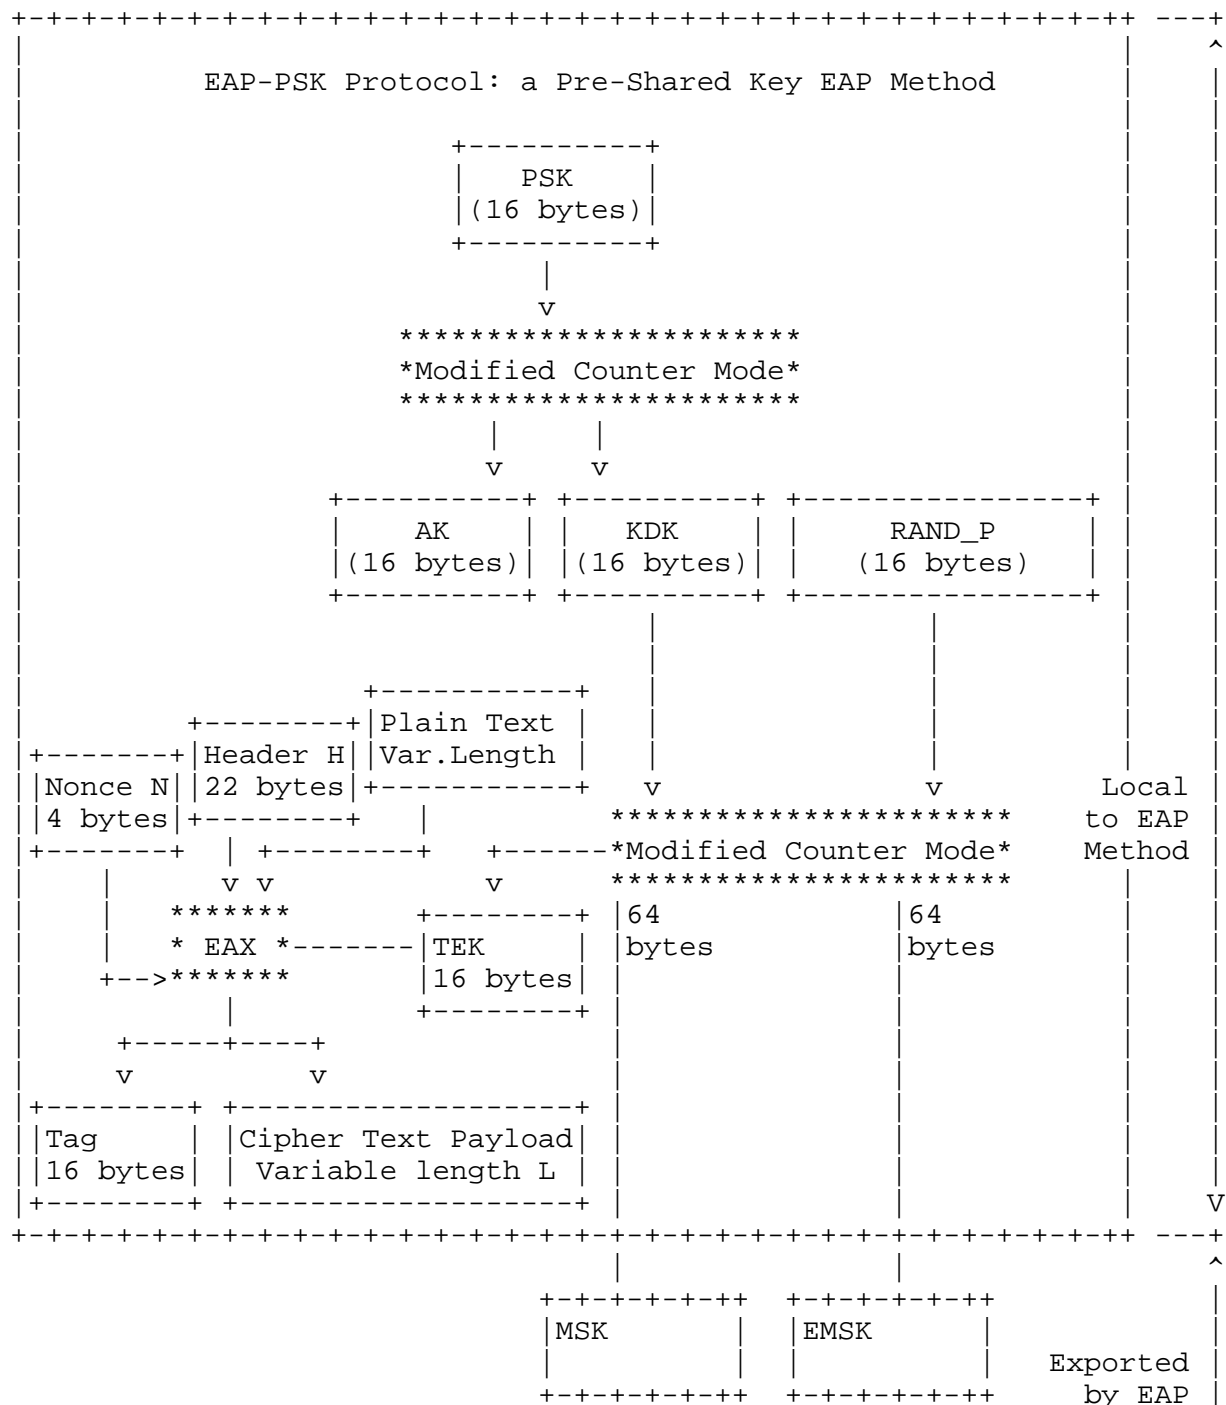 +-+-+-+-+-+-+-+-+-+-+-+-+-+-+-+-+-+-+-+-+-+-+-+-+-+-+-+-+-+-+-++ ---+
^
EAP-PSK Protocol: a Pre-Shared Key EAP Method
PSK
(16 bytes)
v
***********************
*Modified Counter Mode*
***********************
v v
AK KDK RAND_P
(16 bytes) (16 bytes) (16 bytes)
Plain Text
Header H Var.Length
Nonce N 22 bytes v v Local
4 bytes *********************** to EAP
*Modified Counter Mode* Method
v v v ***********************
******* 64 64
* EAX * TEK bytes bytes
+-->******* 16 bytes
v v
Tag Cipher Text Payload
16 bytes Variable length L
V
+-+-+-+-+-+-+-+-+-+-+-+-+-+-+-+-+-+-+-+-+-+-+-+-+-+-+-+-+-+-+-++ ---+
^
MSK EMSK
Exported
by EAP